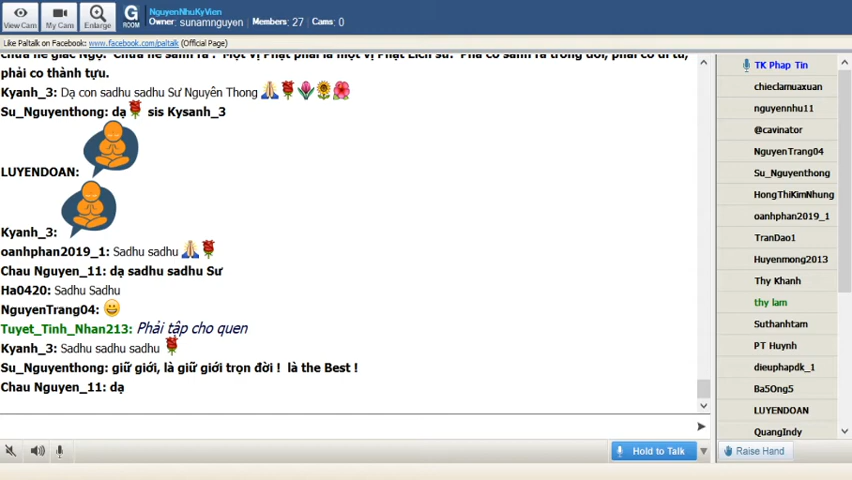 View Cam
My Cam
Enlarge
G ROOM
NguyenNhuKyVien
Owner: sunamnguyen Members: 27 Cams: 0
Like Paltalk on Facebook: www.facebook.com/paltalk (Official Page)
phải co thành tựu.
Kyanh_3: Dạ con sadhu sadhu Sư Nguyên Thong 🙏🌹🌷🌻🌺
Su_Nguyenthong: dạ🌹 sis Kysanh_3
LUYENDOAN:
Kyanh_3:
oanhphan2019_1: Sadhu sadhu 🙏🌹
Chau Nguyen_11: dạ sadhu sadhu Sư
Ha0420: Sadhu Sadhu
NguyenTrang04: 😀
Tuyet_Tinh_Nhan213: Phải tập cho quen
Kyanh_3: Sadhu sadhu sadhu 🌹
Su_Nguyenthong: giữ giới, là giữ giới trọn đời ! là the Best !
Chau Nguyen_11: dạ
Hold to Talk
TK Phap Tin
chieclamuaxuan
nguyennhu11
@cavinator
NguyenTrang04
Su_Nguyenthong
HongThiKimNhung
oanhphan2019_1
TranDao1
Huyenmong2013
Thy Khanh
thy lam
Suthanhtam
PT Huynh
dieuphapdk_1
Ba5Ong5
LUYENDOAN
QuangIndy
Raise Hand